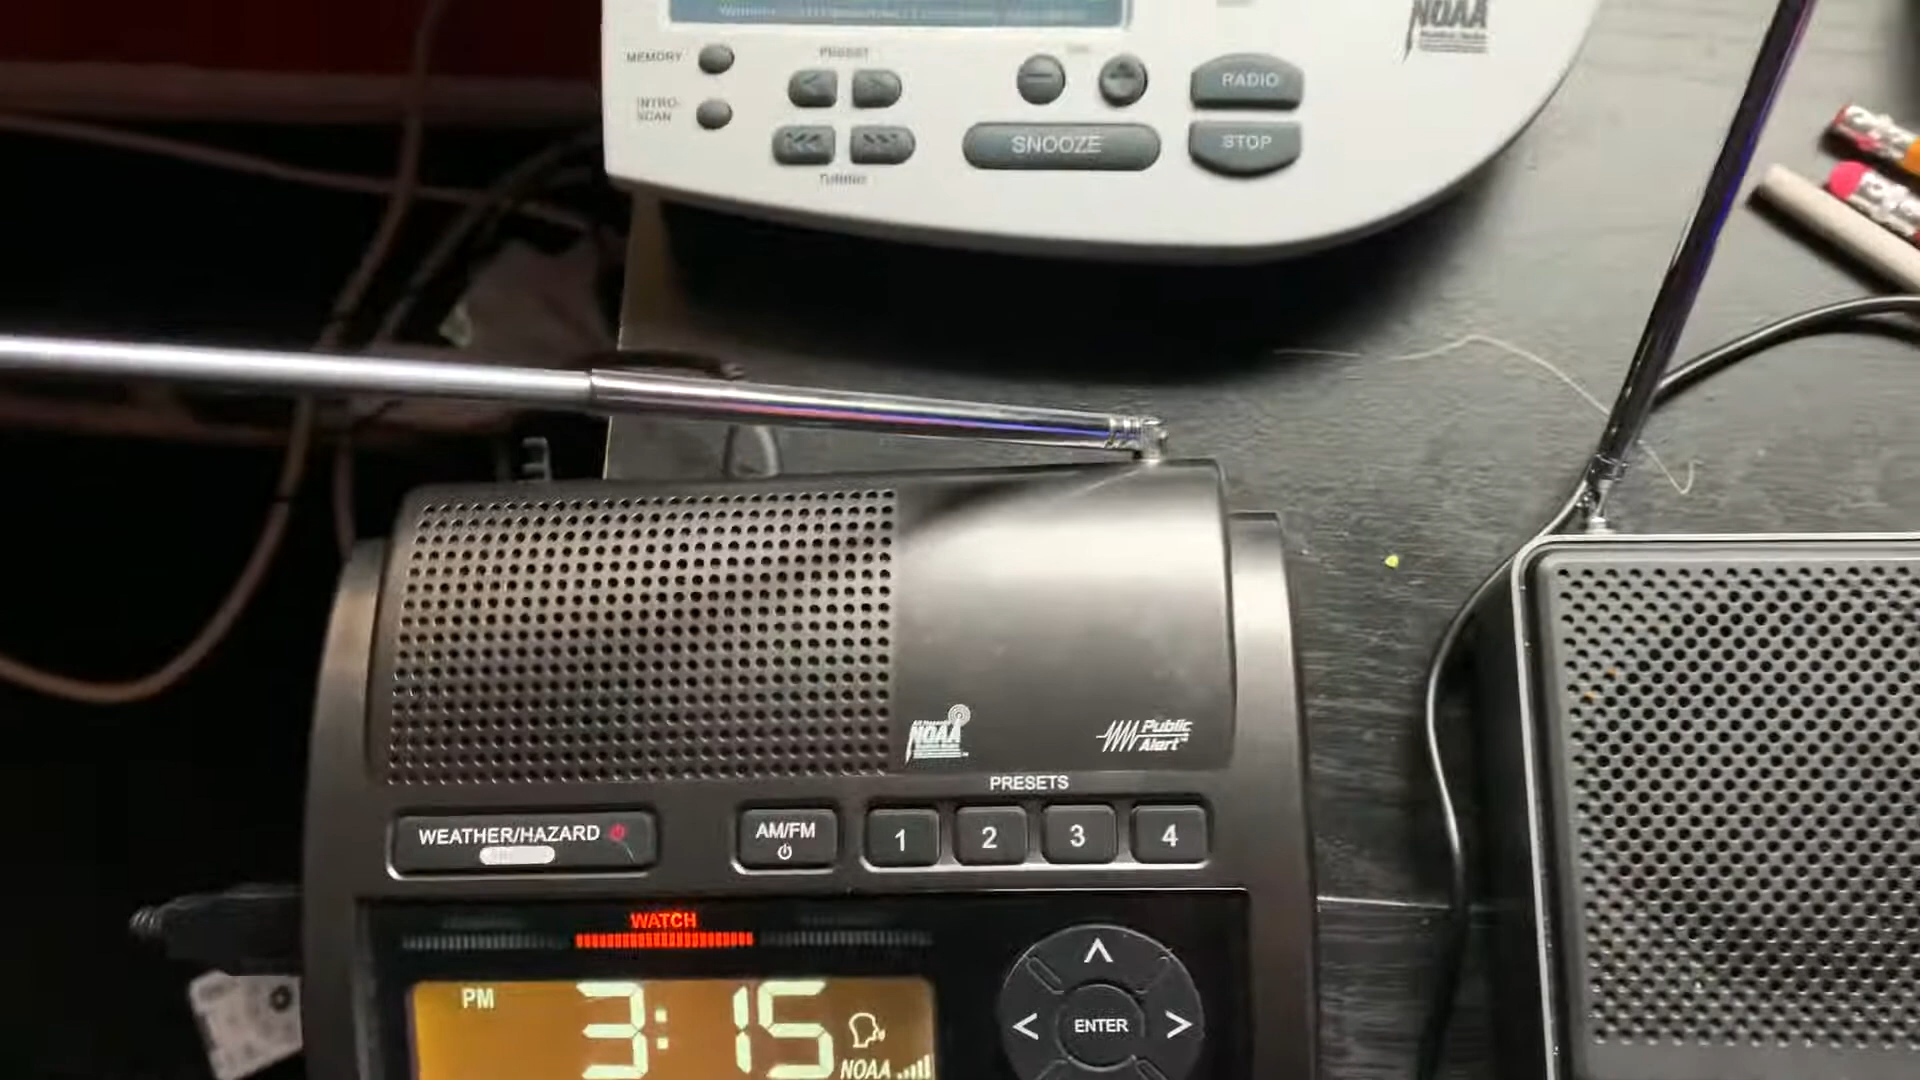 NOAA
MEMORY
PRESET
INTRO-
SCAN
RADIO
SNOOZE
STOP
TUNING
NOAA
Public
Alert
PRESETS
WEATHER/HAZARD
AM/FM
1
2
3
4
WATCH
PM
3:15
NOAA
ENTER